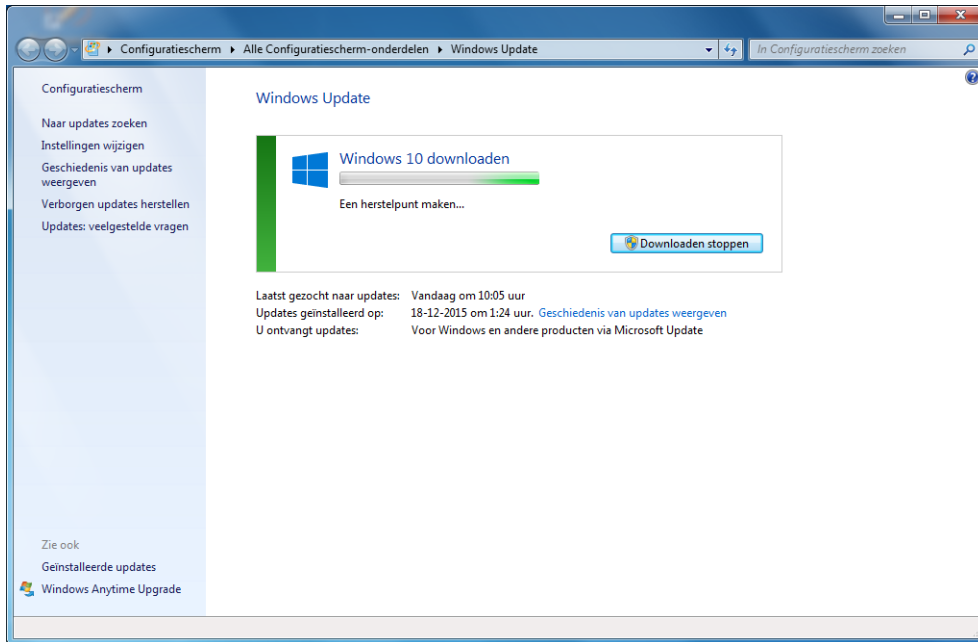 Configuratiescherm Alle Configuratiescherm-onderdelen Windows Update
In Configuratiescherm zoeken
Configuratiescherm
Naar updates zoeken
Instellingen wijzigen
Geschiedenis van updates
weergeven
Verborgen updates herstellen
Updates: veelgestelde vragen
Zie ook
Geïnstalleerde updates
Windows Anytime Upgrade
Windows Update
Windows 10 downloaden
Een herstelpunt maken...
Downloaden stoppen
Laatst gezocht naar updates: Vandaag om 10:05 uur
Updates geïnstalleerd op: 18-12-2015 om 1:24 uur. Geschiedenis van updates weergeven
U ontvangt updates: Voor Windows en andere producten via Microsoft Update